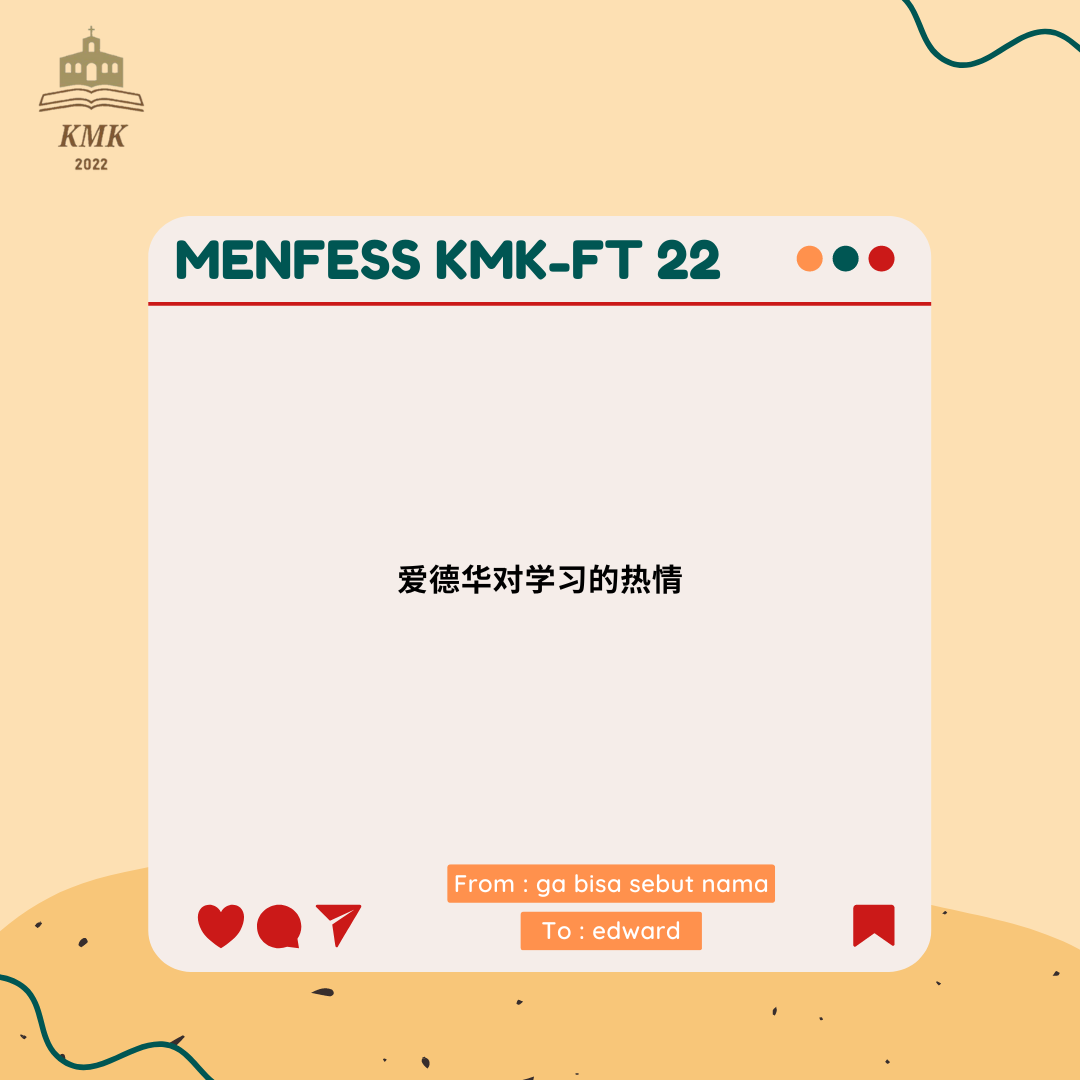 KMK
2022
MENFESS KMK-FT 22
爱德华对学习的热情
From : ga bisa sebut nama
To : edward